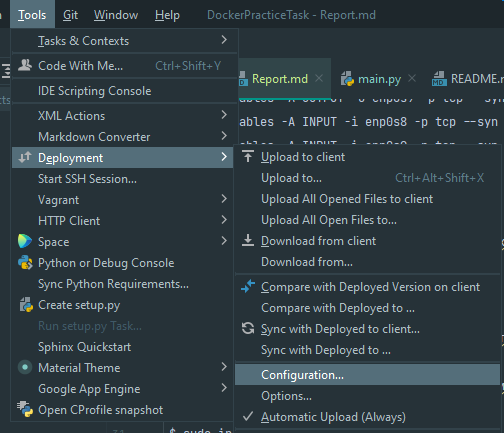 Tools Git Window Help DockerPracticeTask - Report.md
Tasks & Contexts
Code With Me... Ctrl+Shift+Y
IDE Scripting Console
XML Actions
Markdown Converter
Deployment
Start SSH Session...
Vagrant
HTTP Client
Space
Python or Debug Console
Sync Python Requirements...
Create setup.py
Run setup.py Task...
Sphinx Quickstart
Material Theme
Google App Engine
Open CProfile snapshot
Report.md main.py README.m
ables -A INPUT -i enp0s8 -p tcp --syn
Upload to client
Upload to... Ctrl+Alt+Shift+X
Upload All Opened Files to client
Upload All Open Files to...
Download from client
Download from...
Compare with Deployed Version on client
Compare with Deployed to ...
Sync with Deployed to client...
Sync with Deployed to ...
Configuration...
Options...
Automatic Upload (Always)